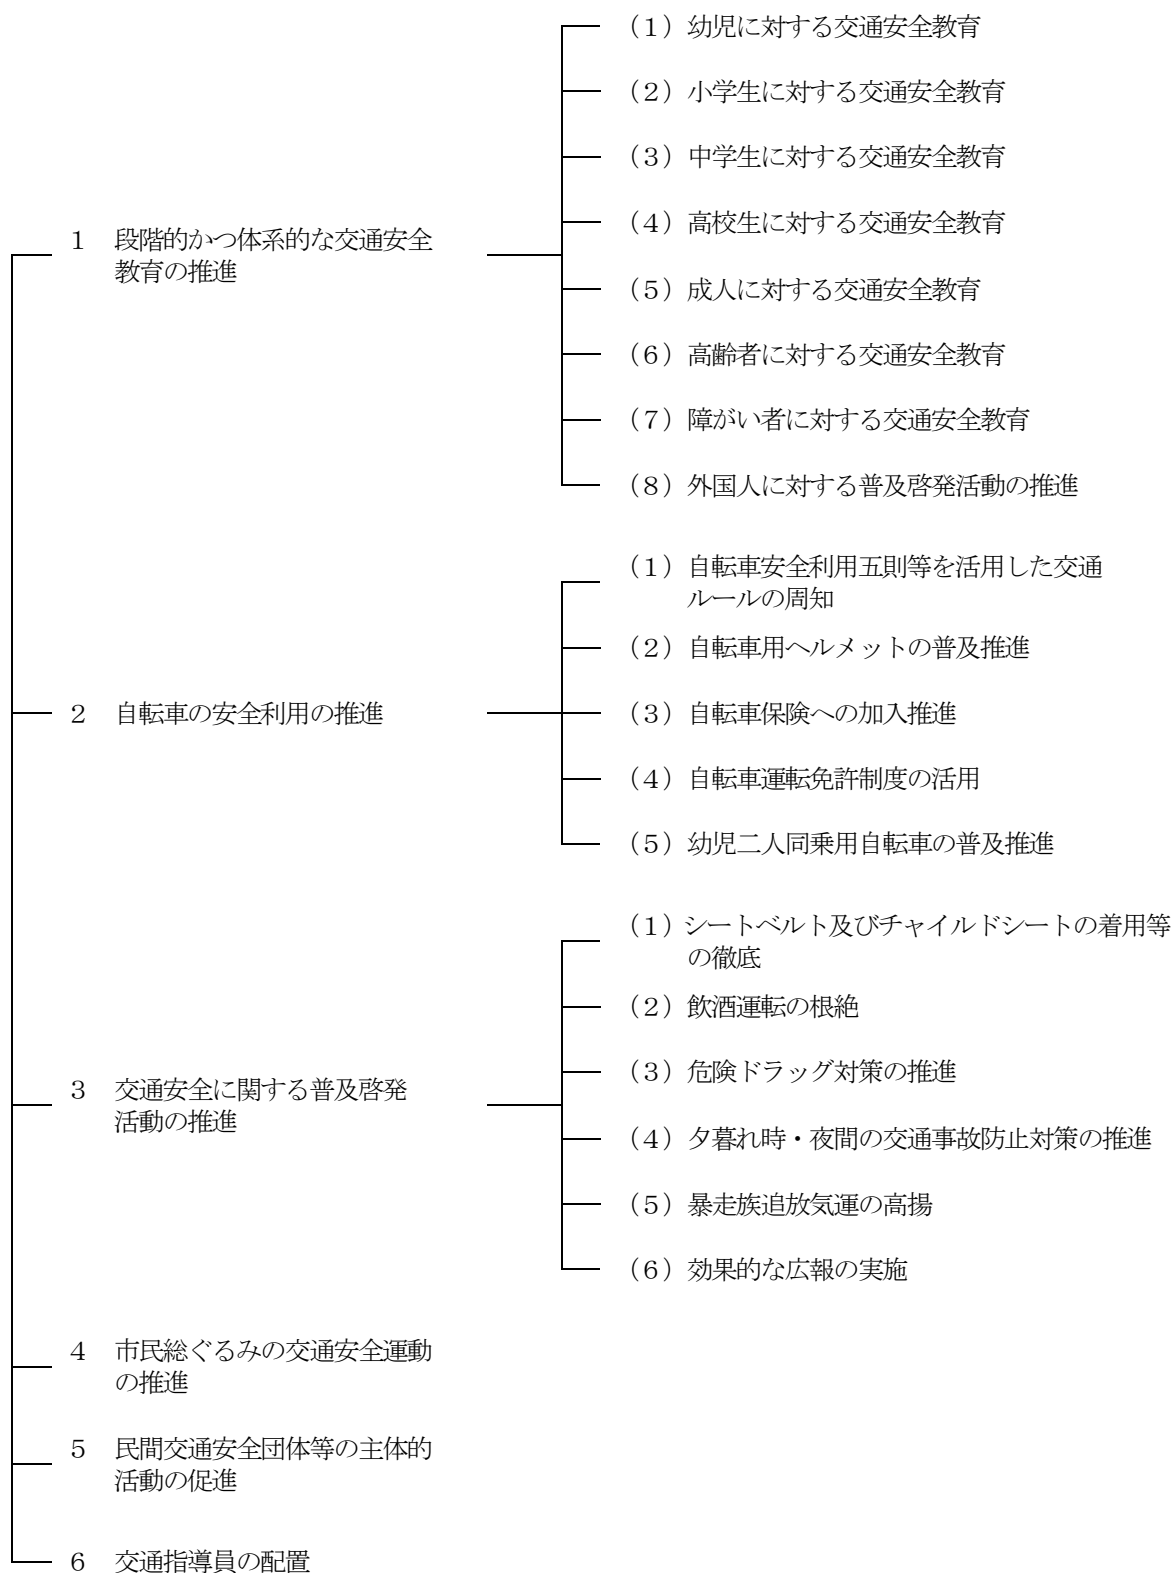 １　段階的かつ体系的な交通安全
教育の推進
（１）幼児に対する交通安全教育
（２）小学生に対する交通安全教育
（３）中学生に対する交通安全教育
（４）高校生に対する交通安全教育
（５）成人に対する交通安全教育
（６）高齢者に対する交通安全教育
（７）障がい者に対する交通安全教育
（８）外国人に対する普及啓発活動の推進
２　自転車の安全利用の推進
（１）自転車安全利用五則等を活用した交通
ルールの周知
（２）自転車用ヘルメットの普及推進
（３）自転車保険への加入推進
（４）自転車運転免許制度の活用
（５）幼児二人同乗用自転車の普及推進
３　交通安全に関する普及啓発
活動の推進
（１）シートベルト及びチャイルドシートの着用等
の徹底
（２）飲酒運転の根絶
（３）危険ドラッグ対策の推進
（４）夕暮れ時・夜間の交通事故防止対策の推進
（５）暴走族追放気運の高揚
（６）効果的な広報の実施
４　市民総ぐるみの交通安全運動
の推進
５　民間交通安全団体等の主体的
活動の促進
６　交通指導員の配置